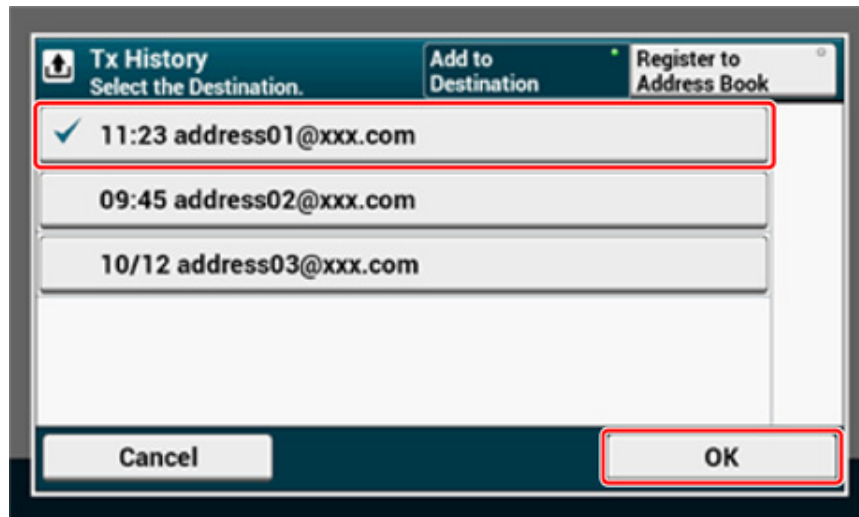 Tx History
Select the Destination.
Add to
Destination
Register to
Address Book
11:23 address01@xxx.com
09:45 address02@xxx.com
10/12 address03@xxx.com
Cancel
OK